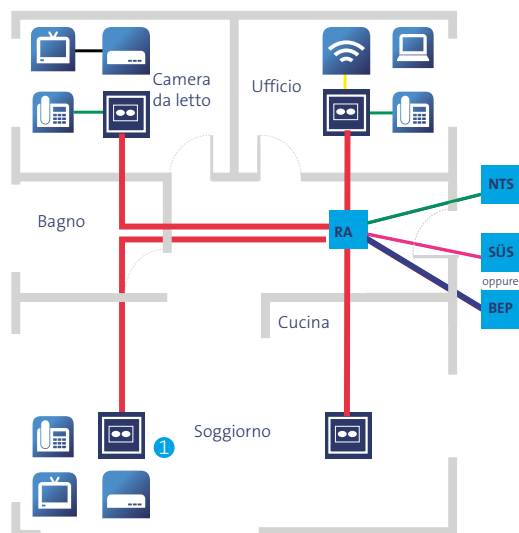 Camera
da letto
Ufficio
NTS
Bagno
RA
SÜS
oppure
BEP
Cucina
Soggiorno
1